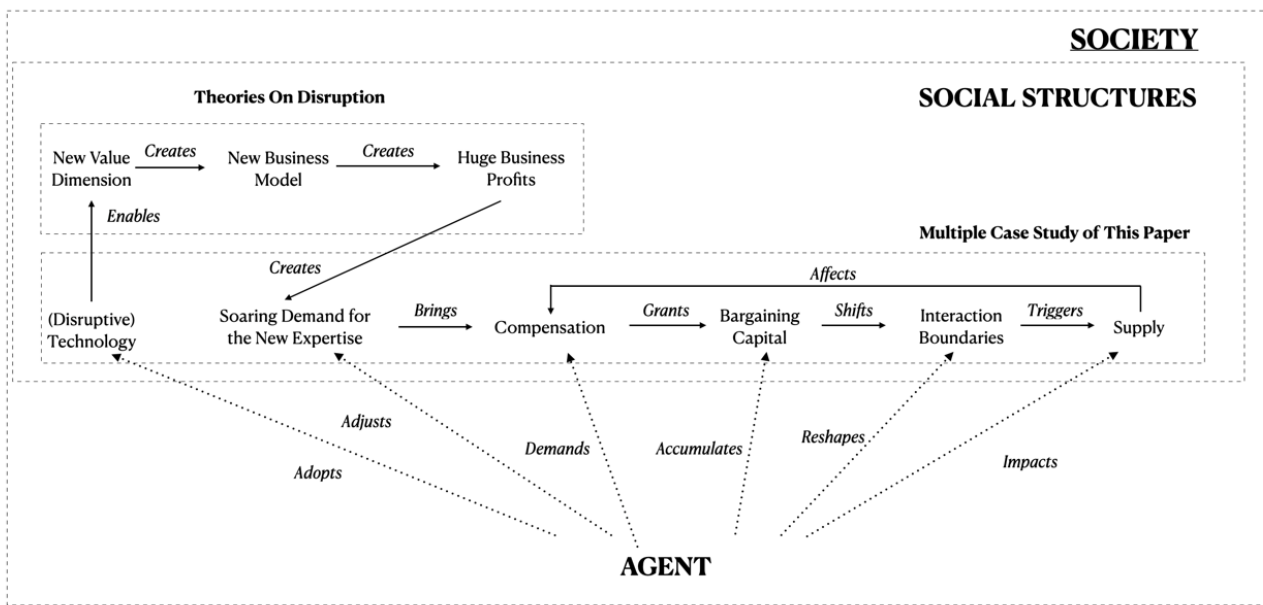 SOCIETY
SOCIAL STRUCTURES
Theories On Disruption
New Value
Dimension
Creates
New Business
Model
Creates
Huge Business
Profits
Enables
Multiple Case Study of This Paper
Creates
Affects
(Disruptive)
Technology
Soaring Demand for
the New Expertise
Brings
Compensation
Grants
Bargaining
Capital
Shifts
Interaction
Boundaries
Triggers
Supply
Adopts
Adjusts
Demands
Accumulates
Reshapes
Impacts
AGENT